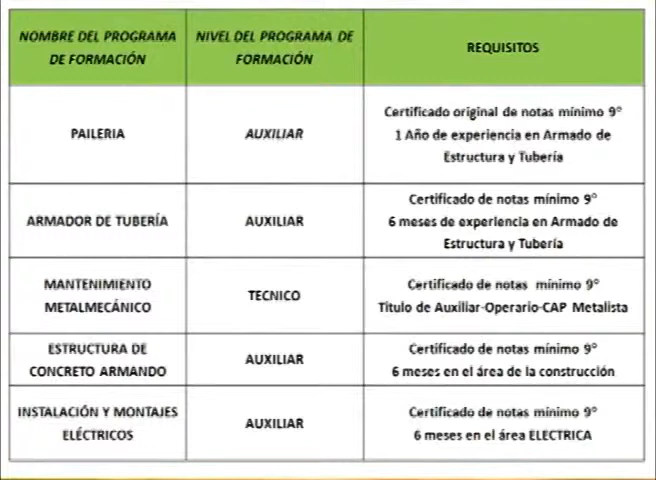 NOMBRE DEL PROGRAMA
DE FORMACIÓN
NIVEL DEL PROGRAMA DE
FORMACIÓN
REQUISITOS
PAILERIA
AUXILIAR
Certificado original de notas mínimo 9°
1 Año de experiencia en Armado de
Estructura y Tubería
ARMADOR DE TUBERÍA
AUXILIAR
Certificado de notas mínimo 9°
6 meses de experiencia en Armado de
Estructura y Tubería
MANTENIMIENTO
METALMECÁNICO
TECNICO
Certificado de notas mínimo 9°
Titulo de Auxiliar-Operario-CAP Metalista
ESTRUCTURA DE
CONCRETO ARMANDO
AUXILIAR
Certificado de notas mínimo 9°
6 meses en el área de la construcción
INSTALACIÓN Y MONTAJES
ELÉCTRICOS
AUXILIAR
Certificado de notas mínimo 9°
6 meses en el área ELECTRICA